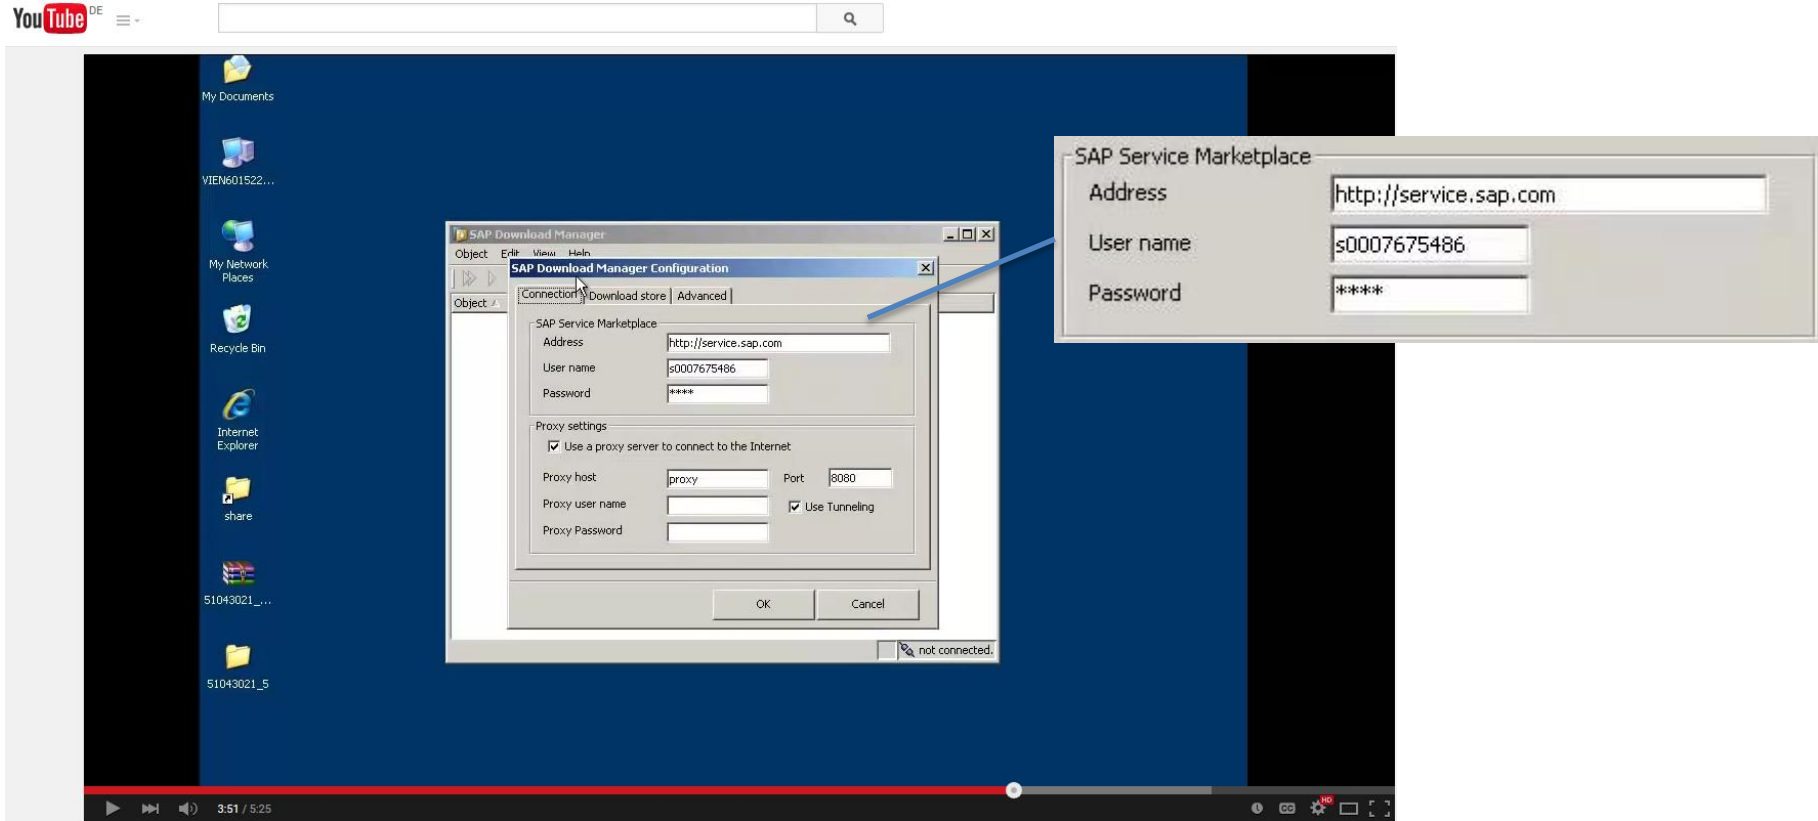 YouTube DE
My Documents
VIEN601522...
My Network
Places
Recycle Bin
Internet
Explorer
share
51043021_...
51043021_5
SAP Download Manager
Object Edit View Help
Object
SAP Download Manager Configuration
Connection Download store Advanced
SAP Service Marketplace
Address http://service.sap.com
User name s0007675486
Password ****
Proxy settings
Use a proxy server to connect to the Internet
Proxy host proxy Port 8080
Proxy user name Use Tunneling
Proxy Password
OK Cancel
not connected.
SAP Service Marketplace
Address http://service.sap.com
User name s0007675486
Password ****
3:51 / 5:25
CC HD